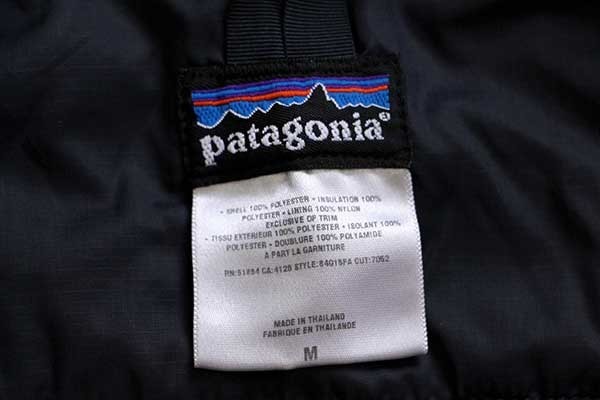 patagonia®
- SHELL 100% POLYESTER - INSULATION 100%
POLYESTER - LINING 100% NYLON
EXCLUSIVE OF TRIM
- TISSU EXTERIEUR 100% POLYESTER - ISOLANT 100%
POLYESTER - DOUBLURE 100% POLYAMIDE
A PART LA GARNITURE
RN:51884 CA:4125 STYLE:84015FA CUT:7052
MADE IN THAILAND
FABRIQUE EN THAILANDE
M